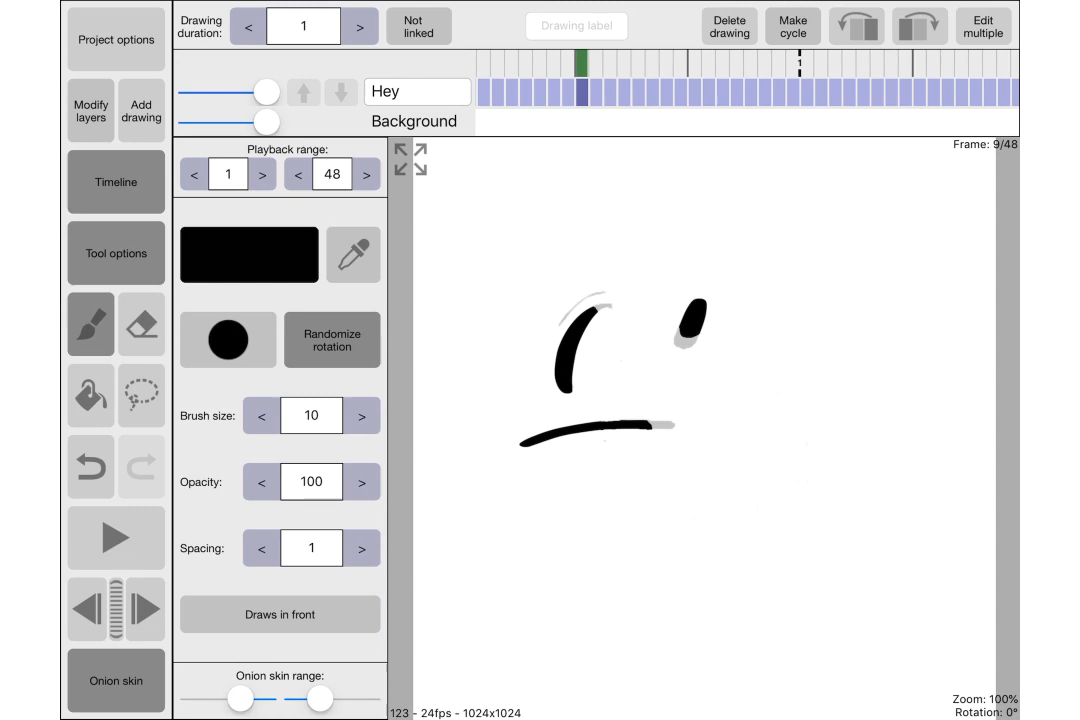 Project options
Drawing duration:
<
1
>
Not linked
Drawing label
Delete drawing
Make cycle
Edit multiple
1
Modify layers
Add drawing
Hey
Background
Timeline
Playback range:
<
1
>
<
48
>
Frame: 9/48
Tool options
Randomize rotation
Brush size:
<
10
>
Opacity:
<
100
>
Spacing:
<
1
>
Draws in front
Onion skin
Onion skin range:
123 - 24fps - 1024x1024
Zoom: 100%
Rotation: 0°